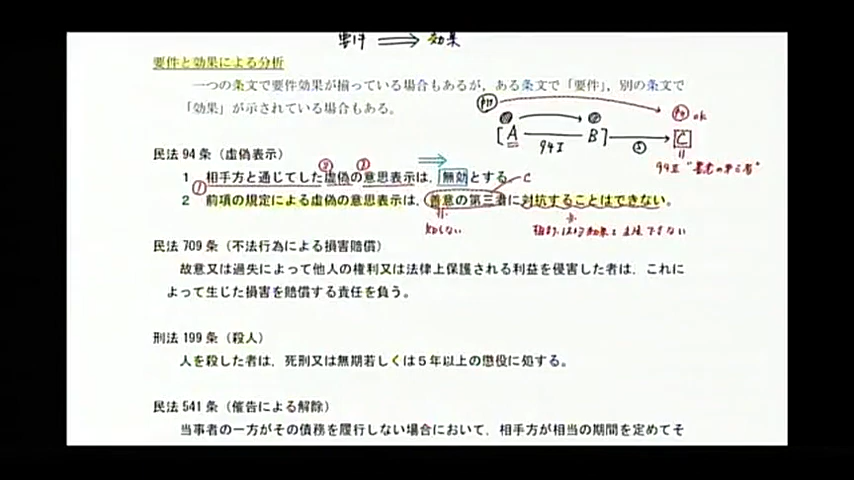 要件 ⟹ 効果
要件と効果による分析
一つの条文で要件効果が揃っている場合もあるが，ある条文で「要件」，別の条文で
「効果」が示されている場合もある。
ok
[A B] C
94Ⅰ ②
94Ⅱ "善意の第三者"
民法 94 条（虚偽表示）
② ③
1 相手方と通じてした虚偽の意思表示は，無効とする。 C
①
2 前項の規定による虚偽の意思表示は，善意の第三者に対抗することはできない。
知らない
民法 709 条（不法行為による損害賠償）
故意又は過失によって他人の権利又は法律上保護される利益を侵害した者は，これに
よって生じた損害を賠償する責任を負う。
刑法 199 条（殺人）
人を殺した者は，死刑又は無期若しくは５年以上の懲役に処する。
民法 541 条（催告による解除）
当事者の一方がその債務を履行しない場合において，相手方が相当の期間を定めてそ